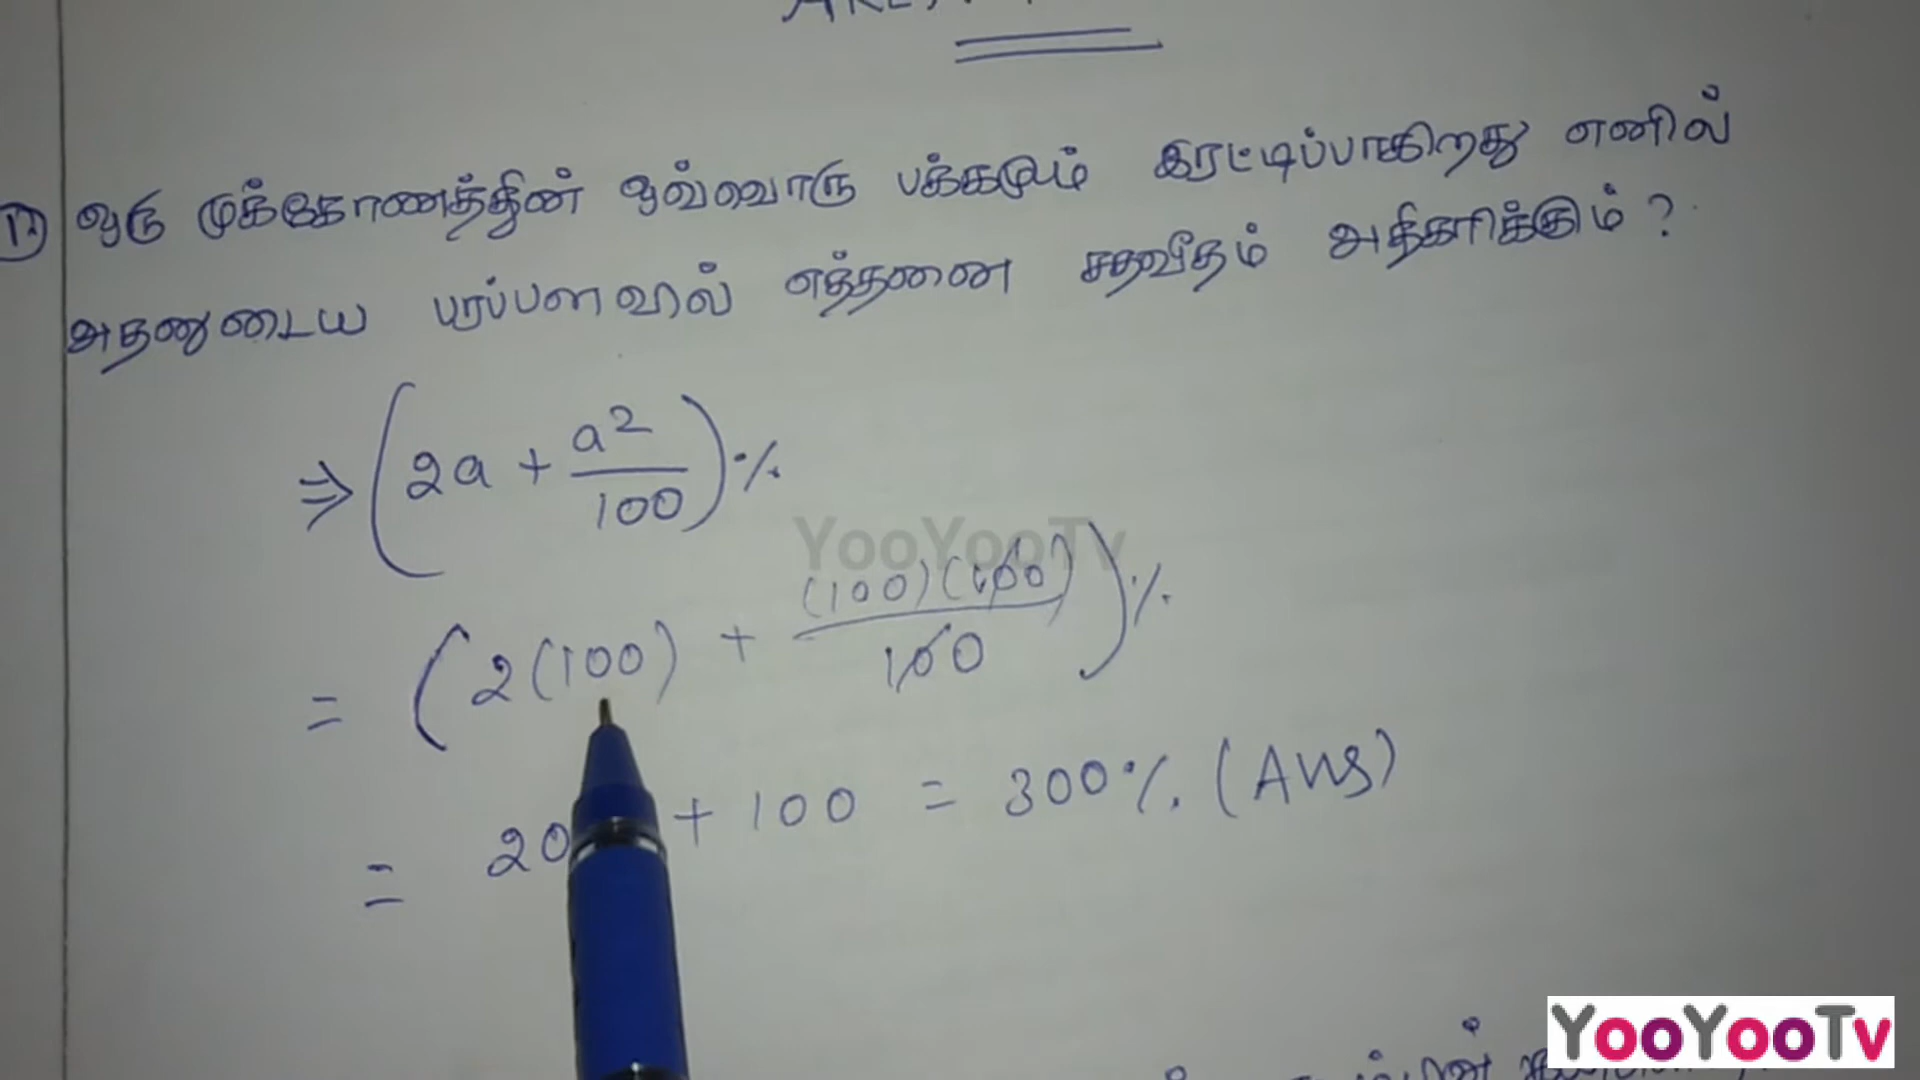 1) ஒரு முக்கோணத்தின் ஒவ்வொரு பக்கமும் இரட்டிப்பாகிறது எனில்
அதனுடைய பரப்பளவில் எத்தனை சதவீதம் அதிகரிக்கும்?
⇒ (2a + a²/100) %
YooYooTv
= (2(100) + (100)(100)/100) %
= 20 + 100 = 300 %. (Ans)
YooYooTv